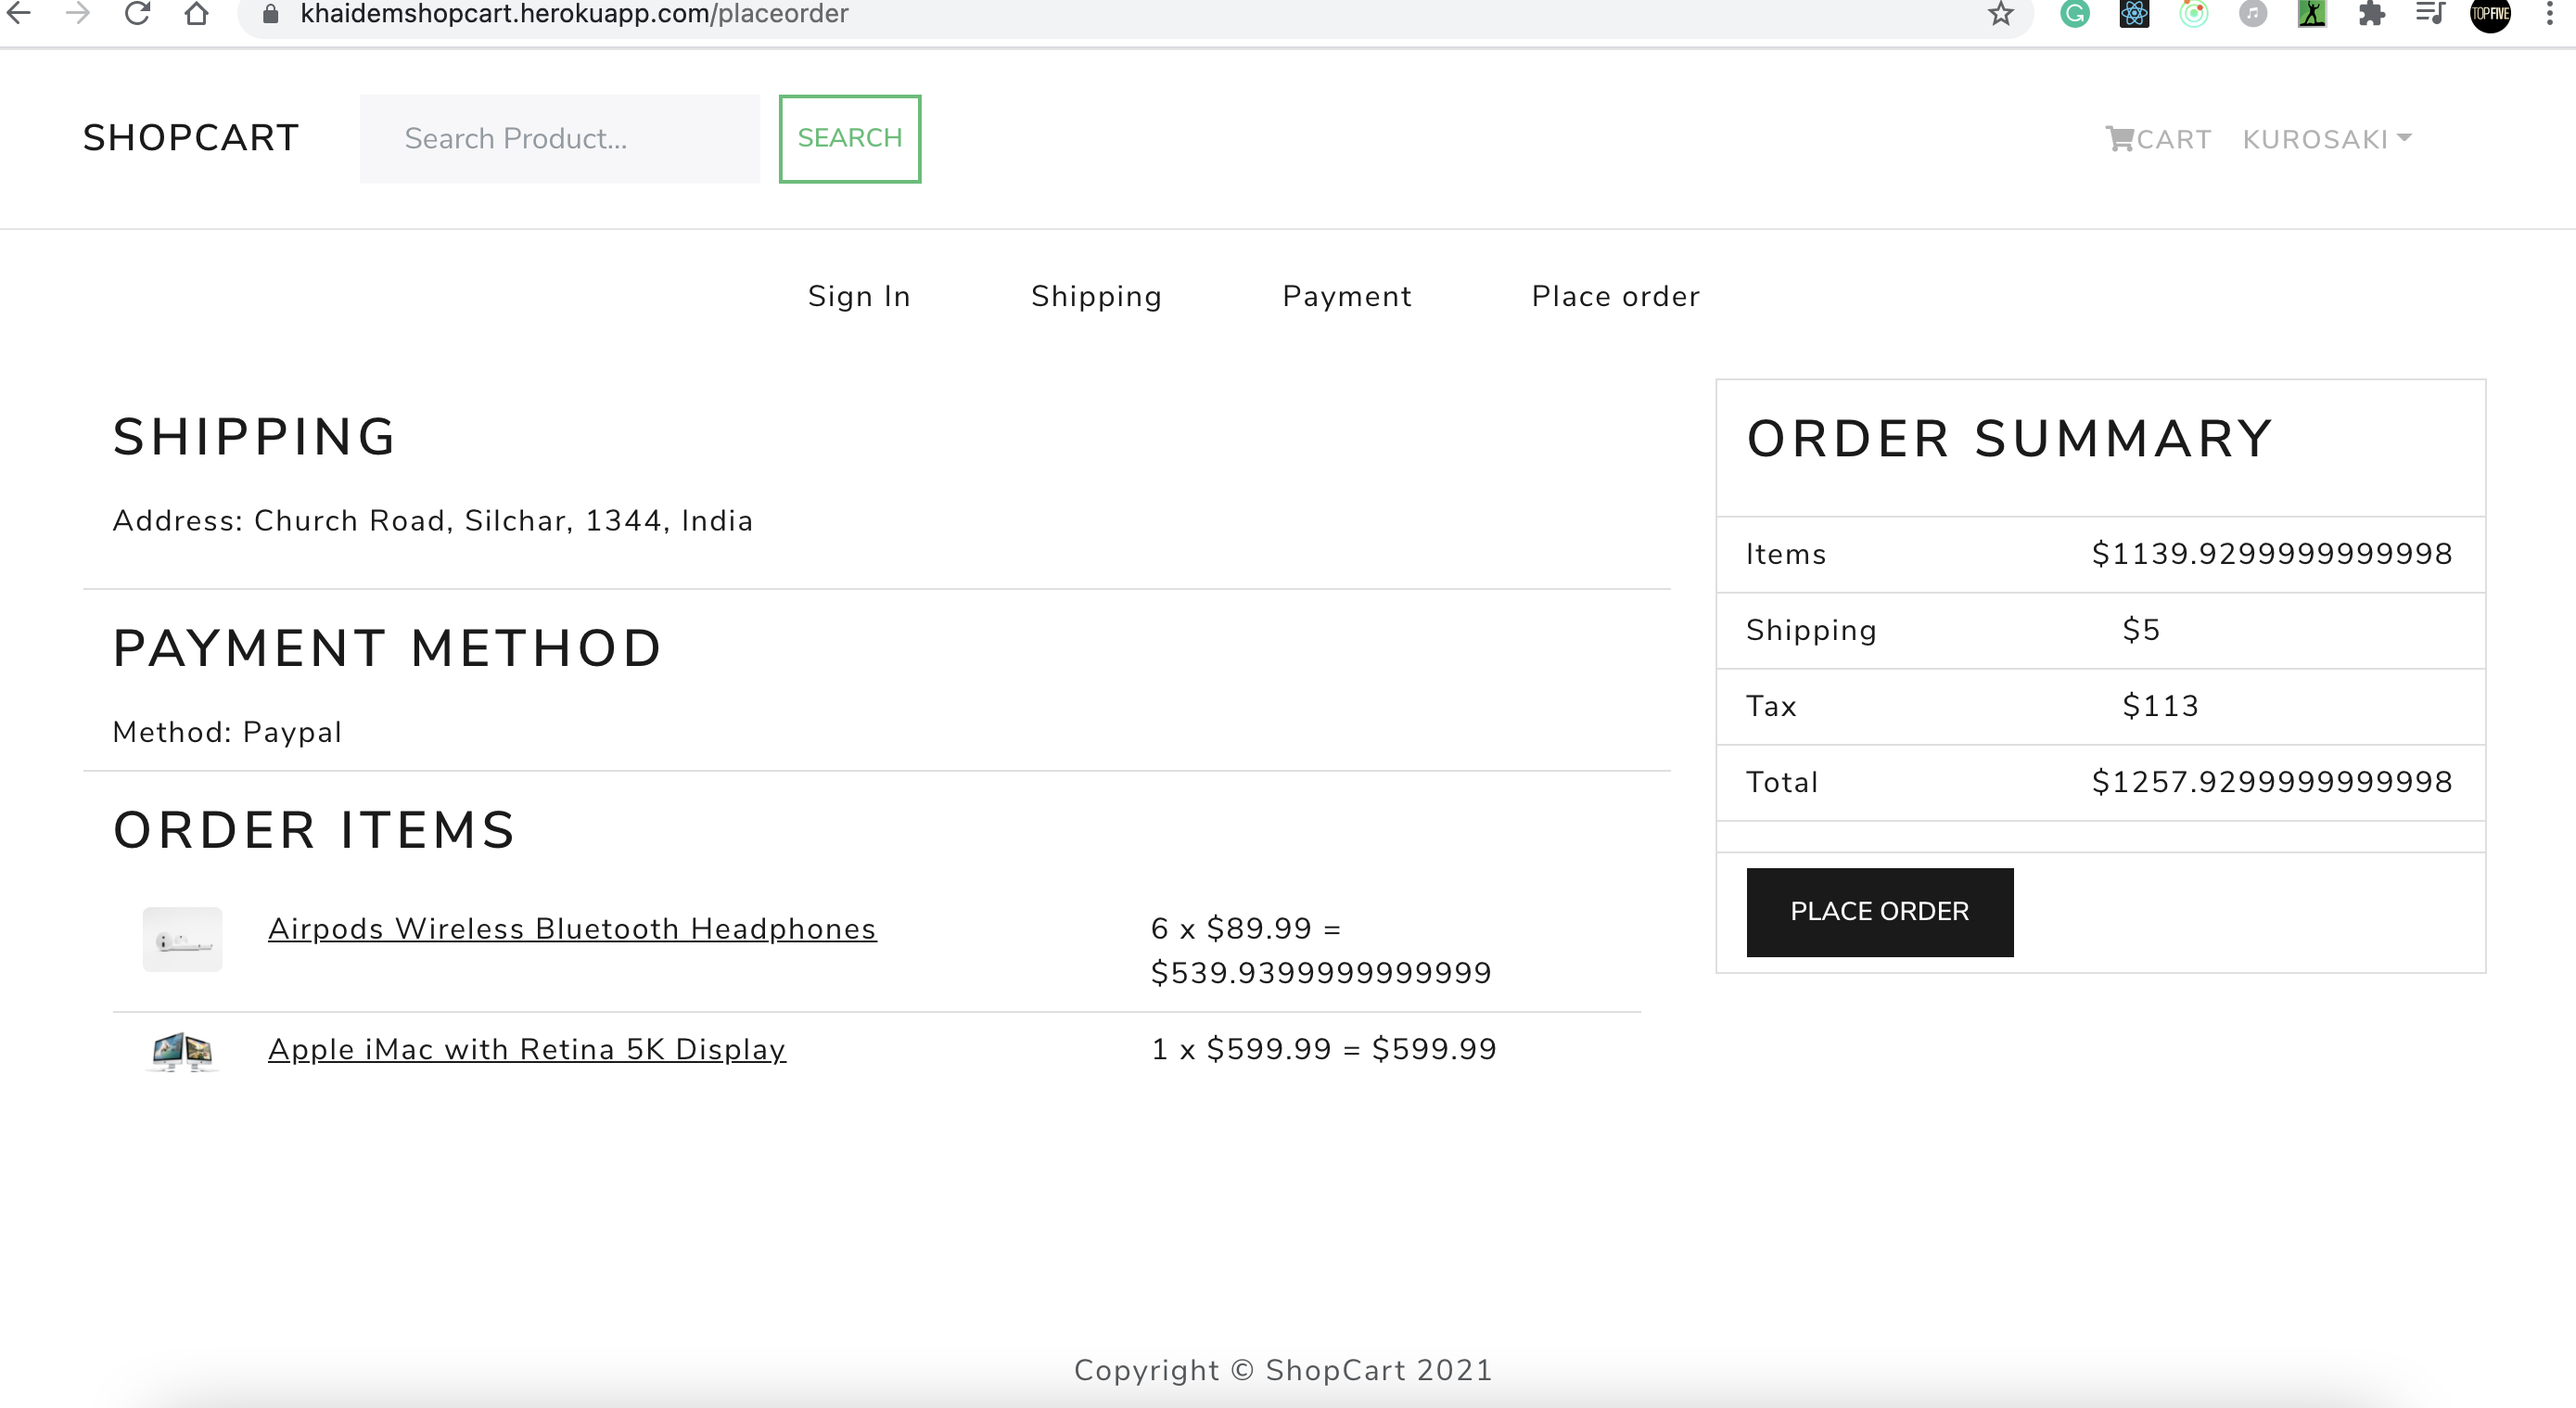 khaidemshopcart.herokuapp.com/placeorder
TOPFIVE
SHOPCART
Search Product...
SEARCH
CART
KUROSAKI
Sign In
Shipping
Payment
Place order
SHIPPING
Address: Church Road, Silchar, 1344, India
PAYMENT METHOD
Method: Paypal
ORDER ITEMS
Airpods Wireless Bluetooth Headphones
6 x $89.99 =
$539.9399999999999
Apple iMac with Retina 5K Display
1 x $599.99 = $599.99
ORDER SUMMARY
Items $1139.9299999999998
Shipping $5
Tax $113
Total $1257.9299999999998
PLACE ORDER
Copyright © ShopCart 2021